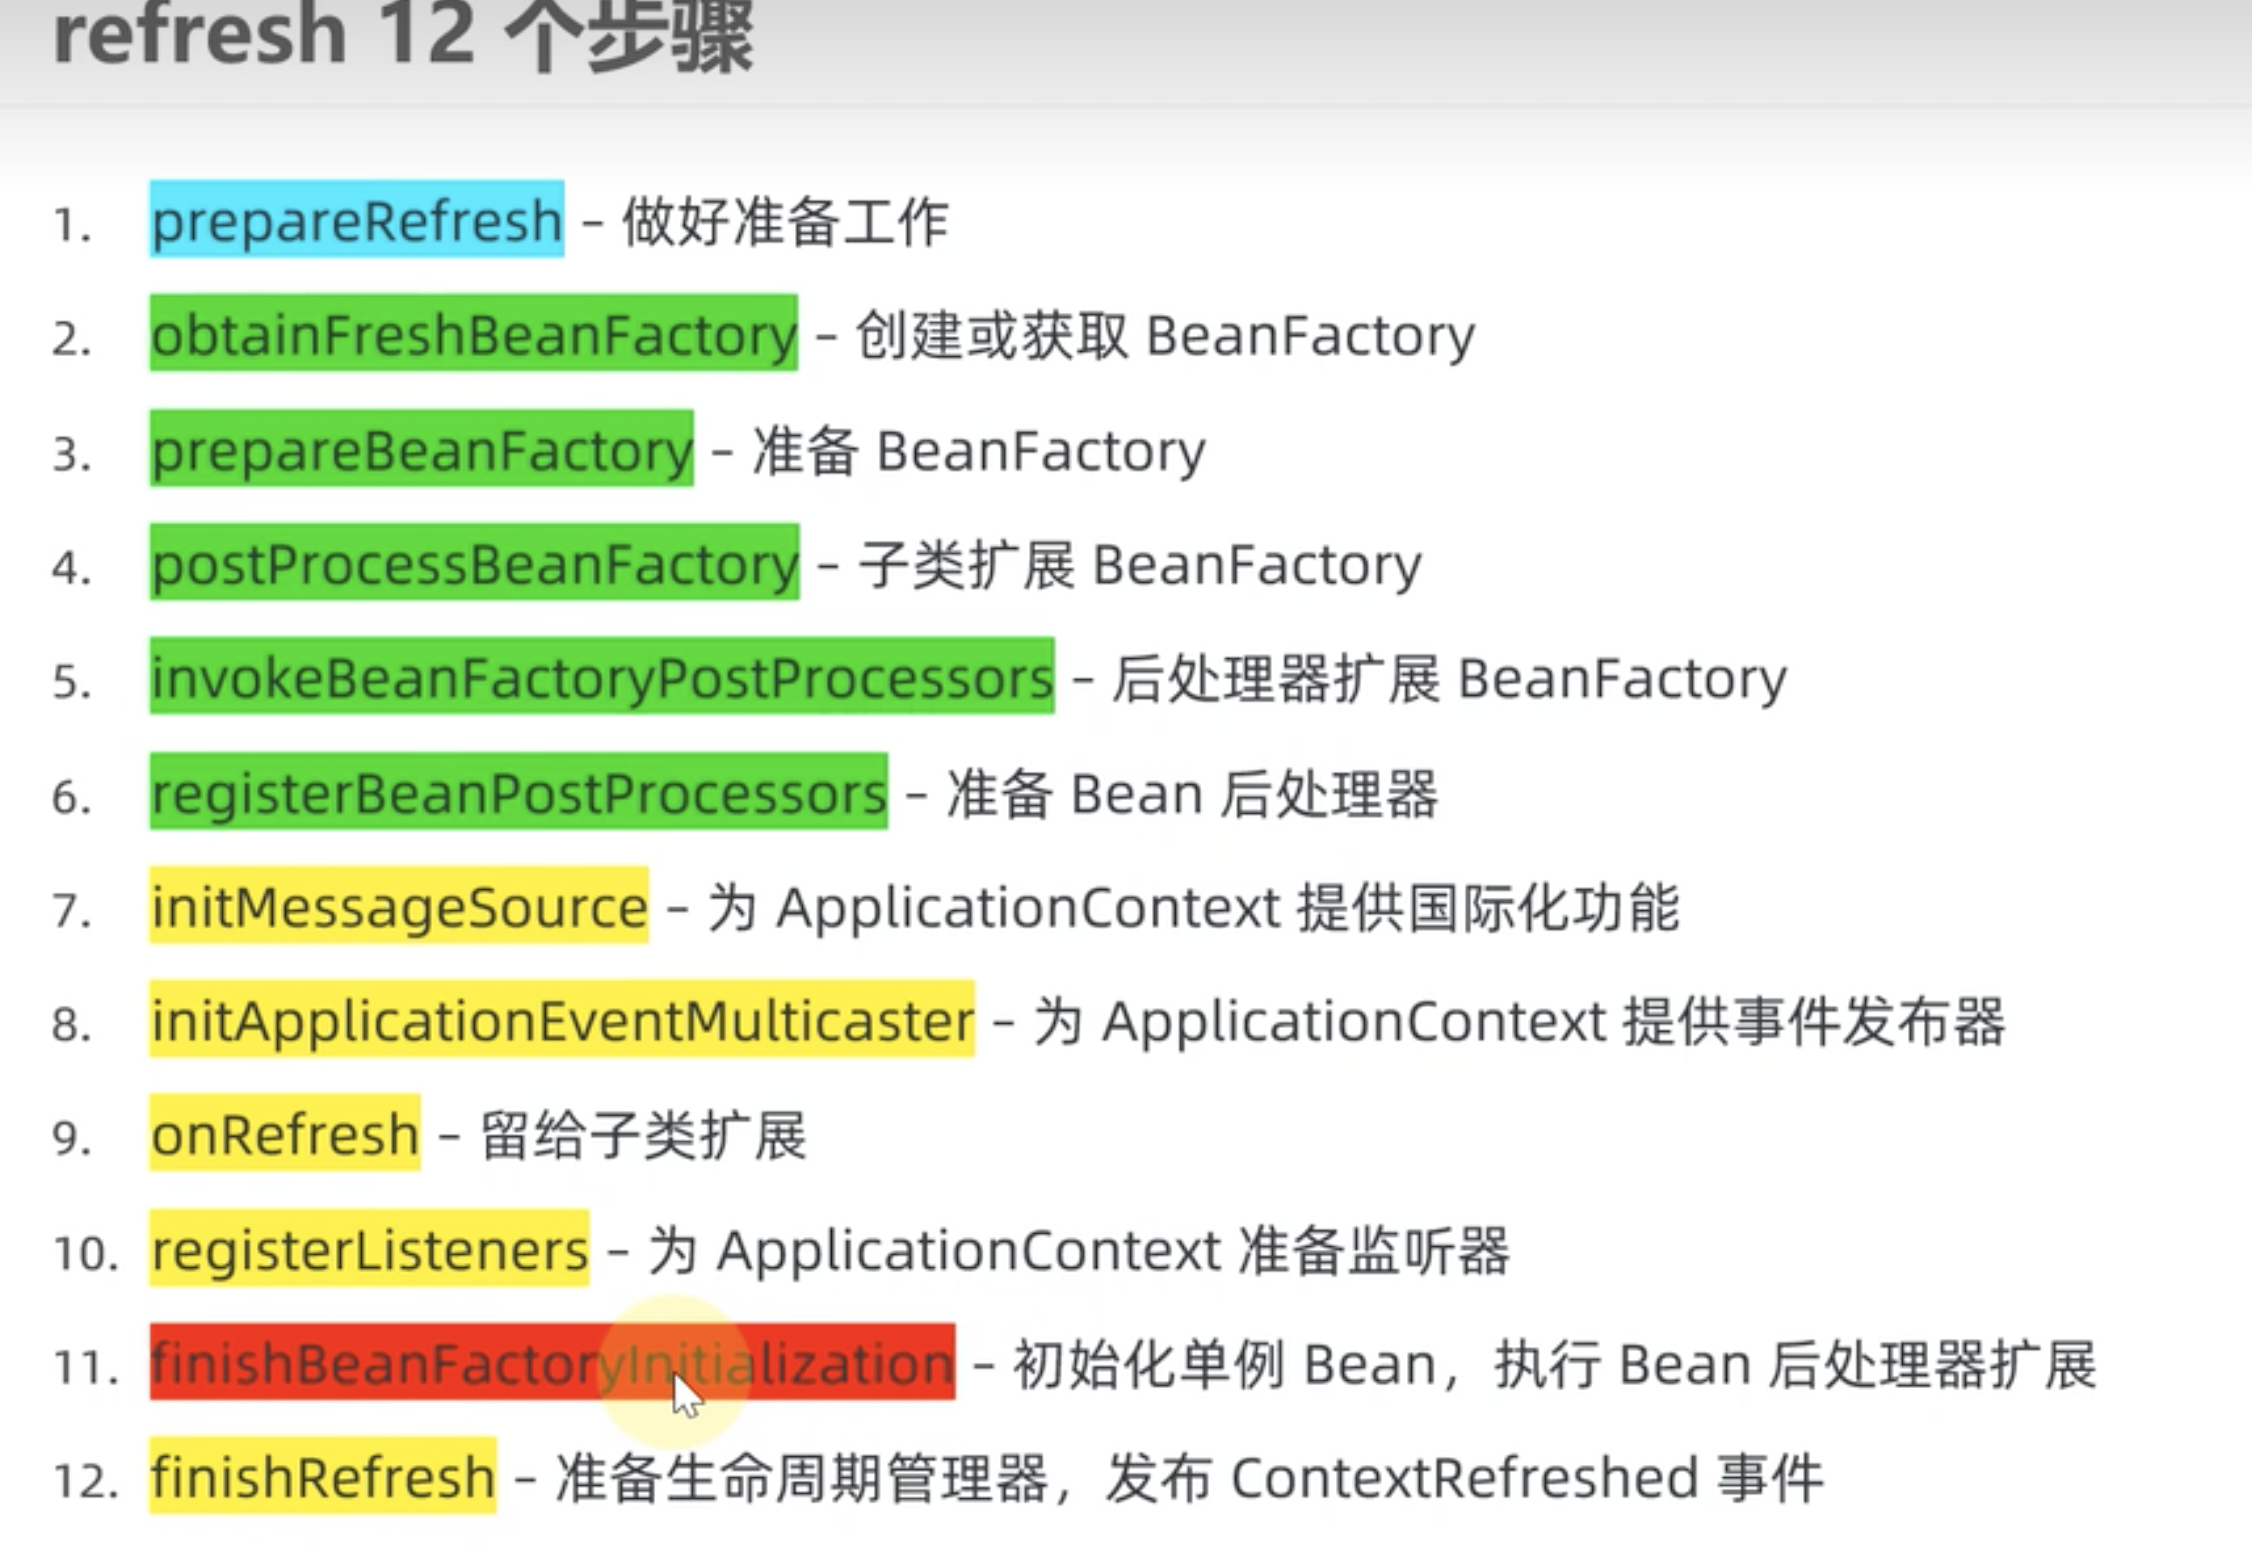 refresh 12 个步骤
1. prepareRefresh – 做好准备工作
2. obtainFreshBeanFactory – 创建或获取 BeanFactory
3. prepareBeanFactory – 准备 BeanFactory
4. postProcessBeanFactory – 子类扩展 BeanFactory
5. invokeBeanFactoryPostProcessors – 后处理器扩展 BeanFactory
6. registerBeanPostProcessors – 准备 Bean 后处理器
7. initMessageSource – 为 ApplicationContext 提供国际化功能
8. initApplicationEventMulticaster – 为 ApplicationContext 提供事件发布器
9. onRefresh – 留给子类扩展
10. registerListeners – 为 ApplicationContext 准备监听器
11. finishBeanFactoryInitialization – 初始化单例 Bean，执行 Bean 后处理器扩展
12. finishRefresh – 准备生命周期管理器，发布 ContextRefreshed 事件